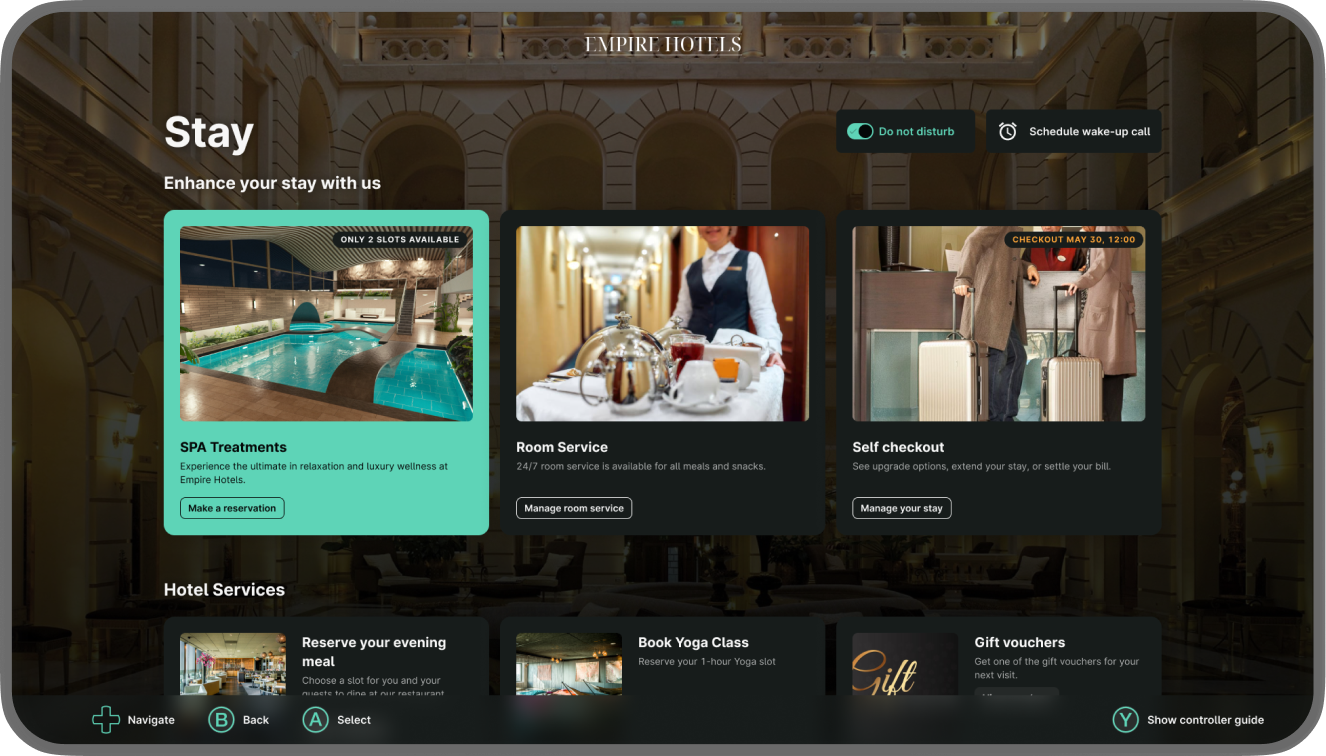 EMPIRE HOTELS
Stay
Do not disturb
Schedule wake-up call
Enhance your stay with us
ONLY 2 SLOTS AVAILABLE
CHECKOUT MAY 30, 12:00
SPA Treatments
Experience the ultimate in relaxation and luxury wellness at
Empire Hotels.
Make a reservation
Room Service
24/7 room service is available for all meals and snacks.
Manage room service
Self checkout
See upgrade options, extend your stay, or settle your bill.
Manage your stay
Hotel Services
Reserve your evening
meal
Choose a slot for you and your
guests to dine at our restaurant
Book Yoga Class
Reserve your 1-hour Yoga slot
Gift
Gift vouchers
Get one of the gift vouchers for your
next visit.
Navigate
B Back
A Select
Y Show controller guide